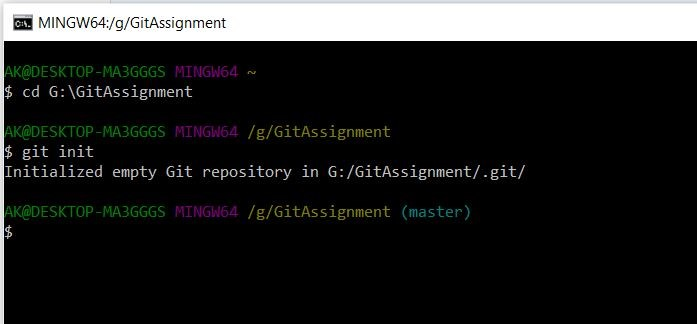 MINGW64:/g/GitAssignment
AK@DESKTOP-MA3GGGS MINGW64 ~
$ cd G:\GitAssignment
AK@DESKTOP-MA3GGGS MINGW64 /g/GitAssignment
$ git init
Initialized empty Git repository in G:/GitAssignment/.git/
AK@DESKTOP-MA3GGGS MINGW64 /g/GitAssignment (master)
$